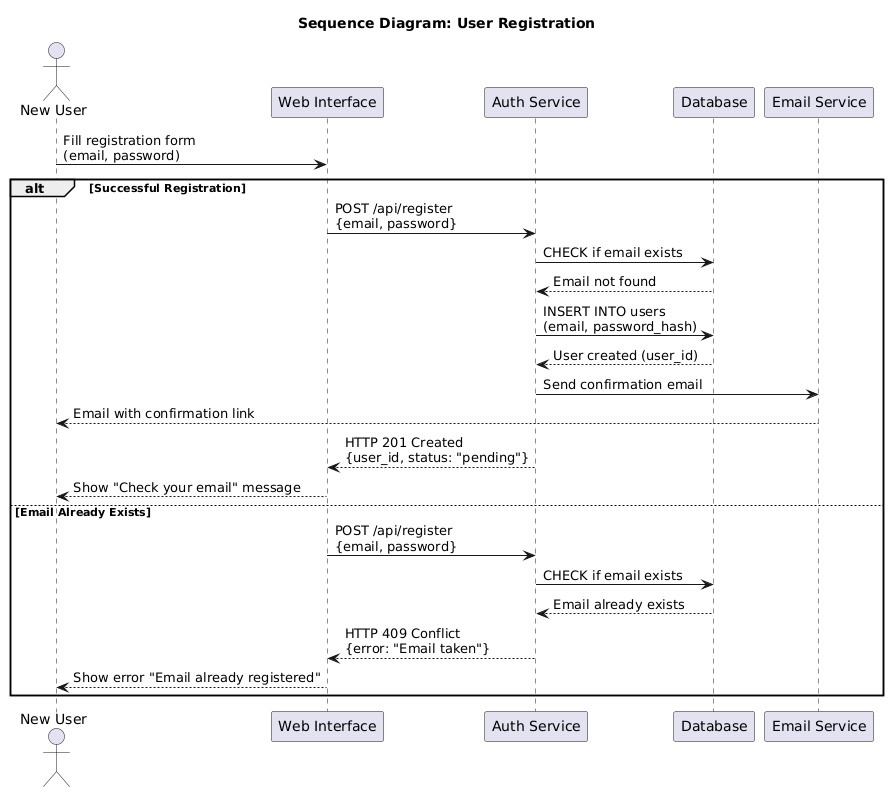 Sequence Diagram: User Registration
New User
Web Interface
Auth Service
Database
Email Service
Fill registration form
(email, password)
alt
[Successful Registration]
POST /api/register
{email, password}
CHECK if email exists
Email not found
INSERT INTO users
(email, password_hash)
User created (user_id)
Send confirmation email
Email with confirmation link
HTTP 201 Created
{user_id, status: "pending"}
Show "Check your email" message
[Email Already Exists]
POST /api/register
{email, password}
CHECK if email exists
Email already exists
HTTP 409 Conflict
{error: "Email taken"}
Show error "Email already registered"
New User
Web Interface
Auth Service
Database
Email Service